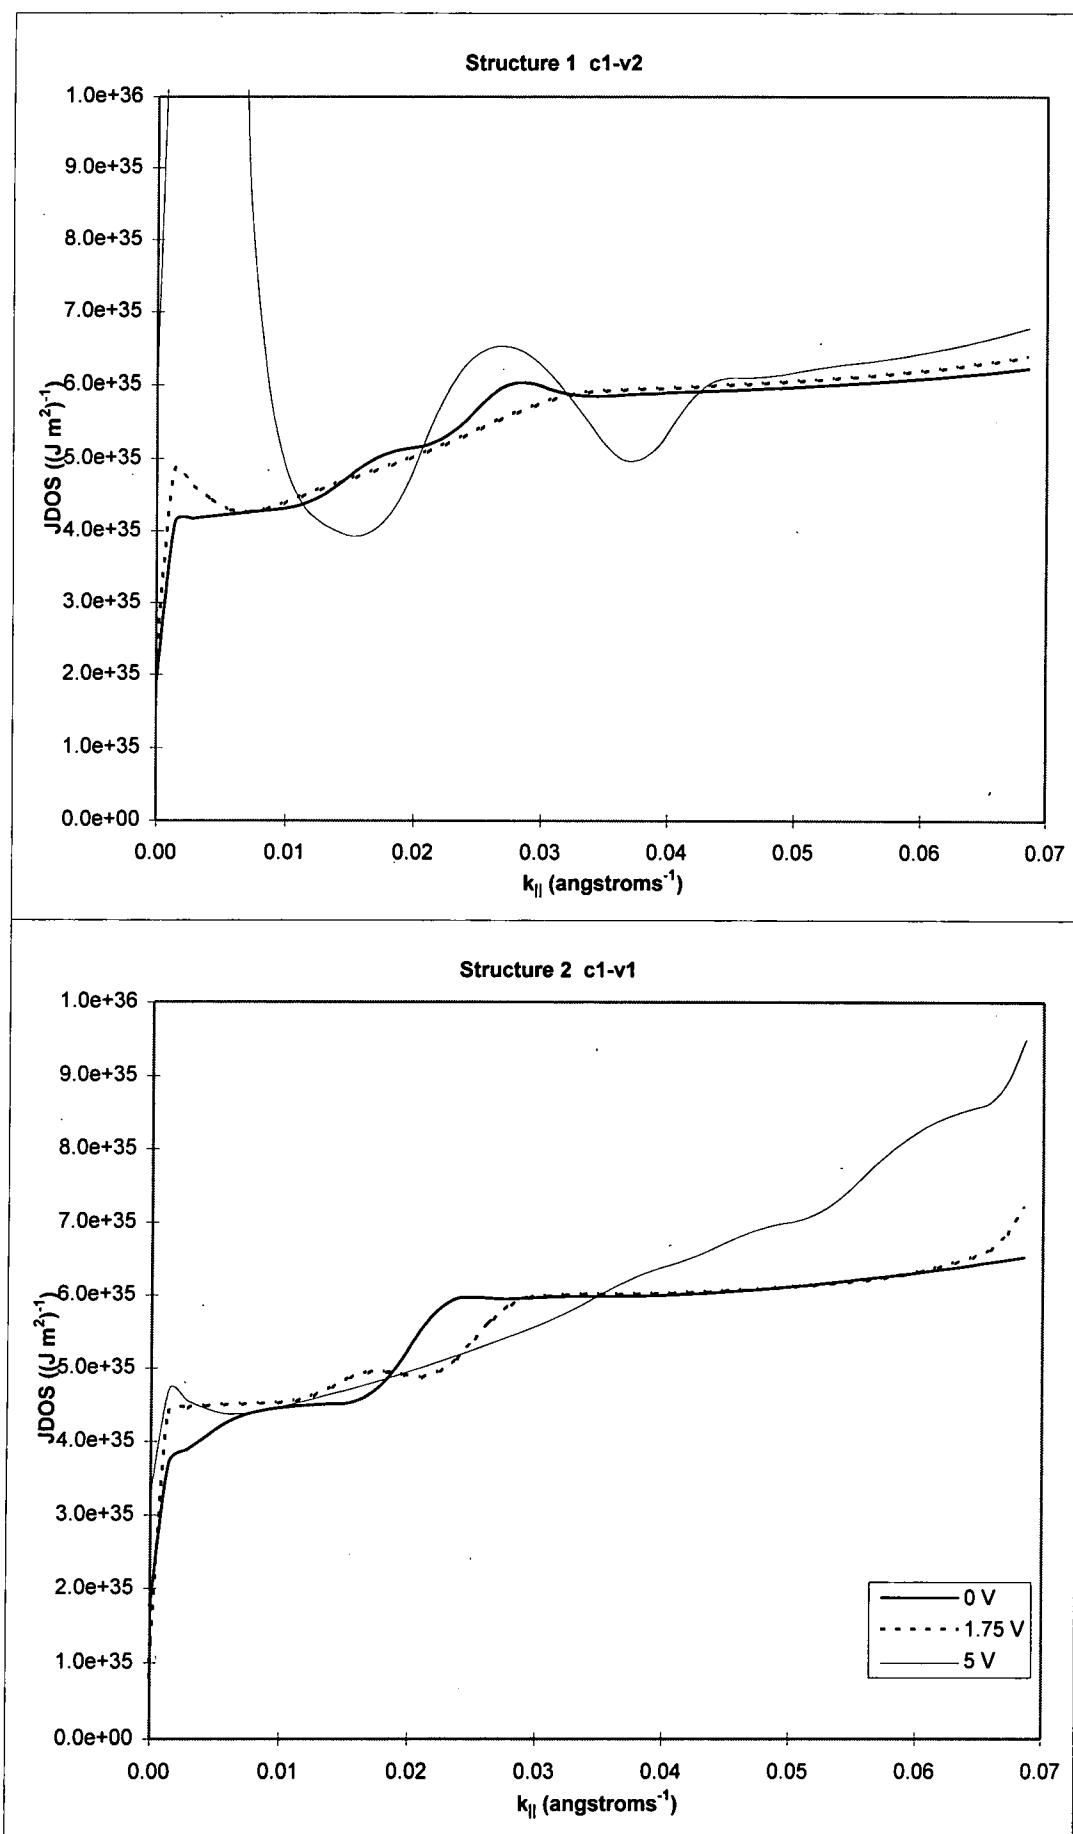 Structure 1 c1-v2
1.0e+36
9.0e+35
8.0e+35
7.0e+35
6.0e+35
5.0e+35
4.0e+35
3.0e+35
2.0e+35
1.0e+35
0.0e+00
JDOS ((J m²)⁻¹)
0.00 0.01 0.02 0.03 0.04 0.05 0.06 0.07
k|| (angstroms⁻¹)
Structure 2 c1-v1
1.0e+36
9.0e+35
8.0e+35
7.0e+35
6.0e+35
5.0e+35
4.0e+35
3.0e+35
2.0e+35
1.0e+35
0.0e+00
JDOS ((J m²)⁻¹)
0 V
1.75 V
5 V
0.00 0.01 0.02 0.03 0.04 0.05 0.06 0.07
k|| (angstroms⁻¹)